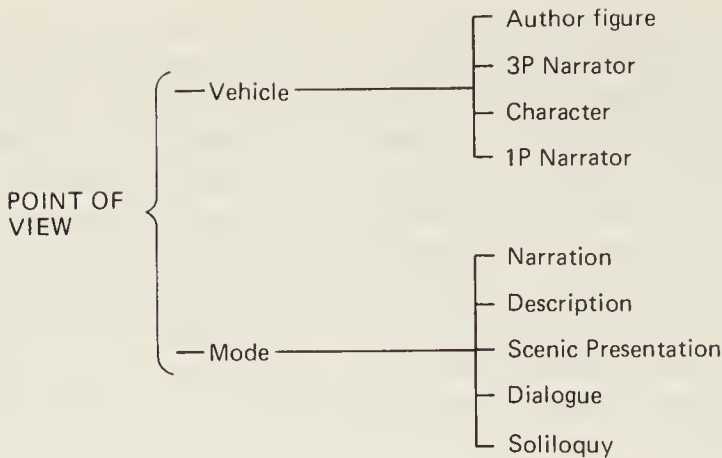 Author figure
3P Narrator
Vehicle
Character
1P Narrator
POINT OF
VIEW
Narration
Description
Mode
Scenic Presentation
Dialogue
Soliloquy